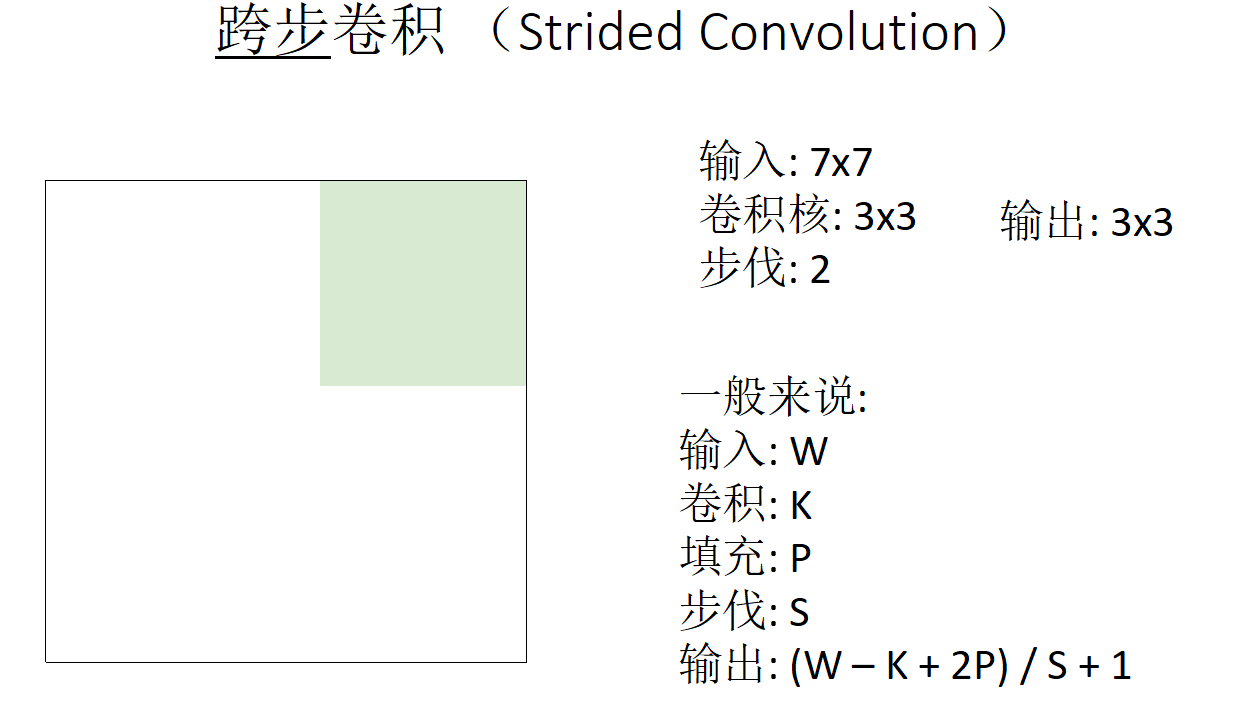 跨步卷积 （Strided Convolution）
输入: 7x7
卷积核: 3x3
步伐: 2
输出: 3x3
一般来说:
输入: W
卷积: K
填充: P
步伐: S
输出: (W – K + 2P) / S + 1